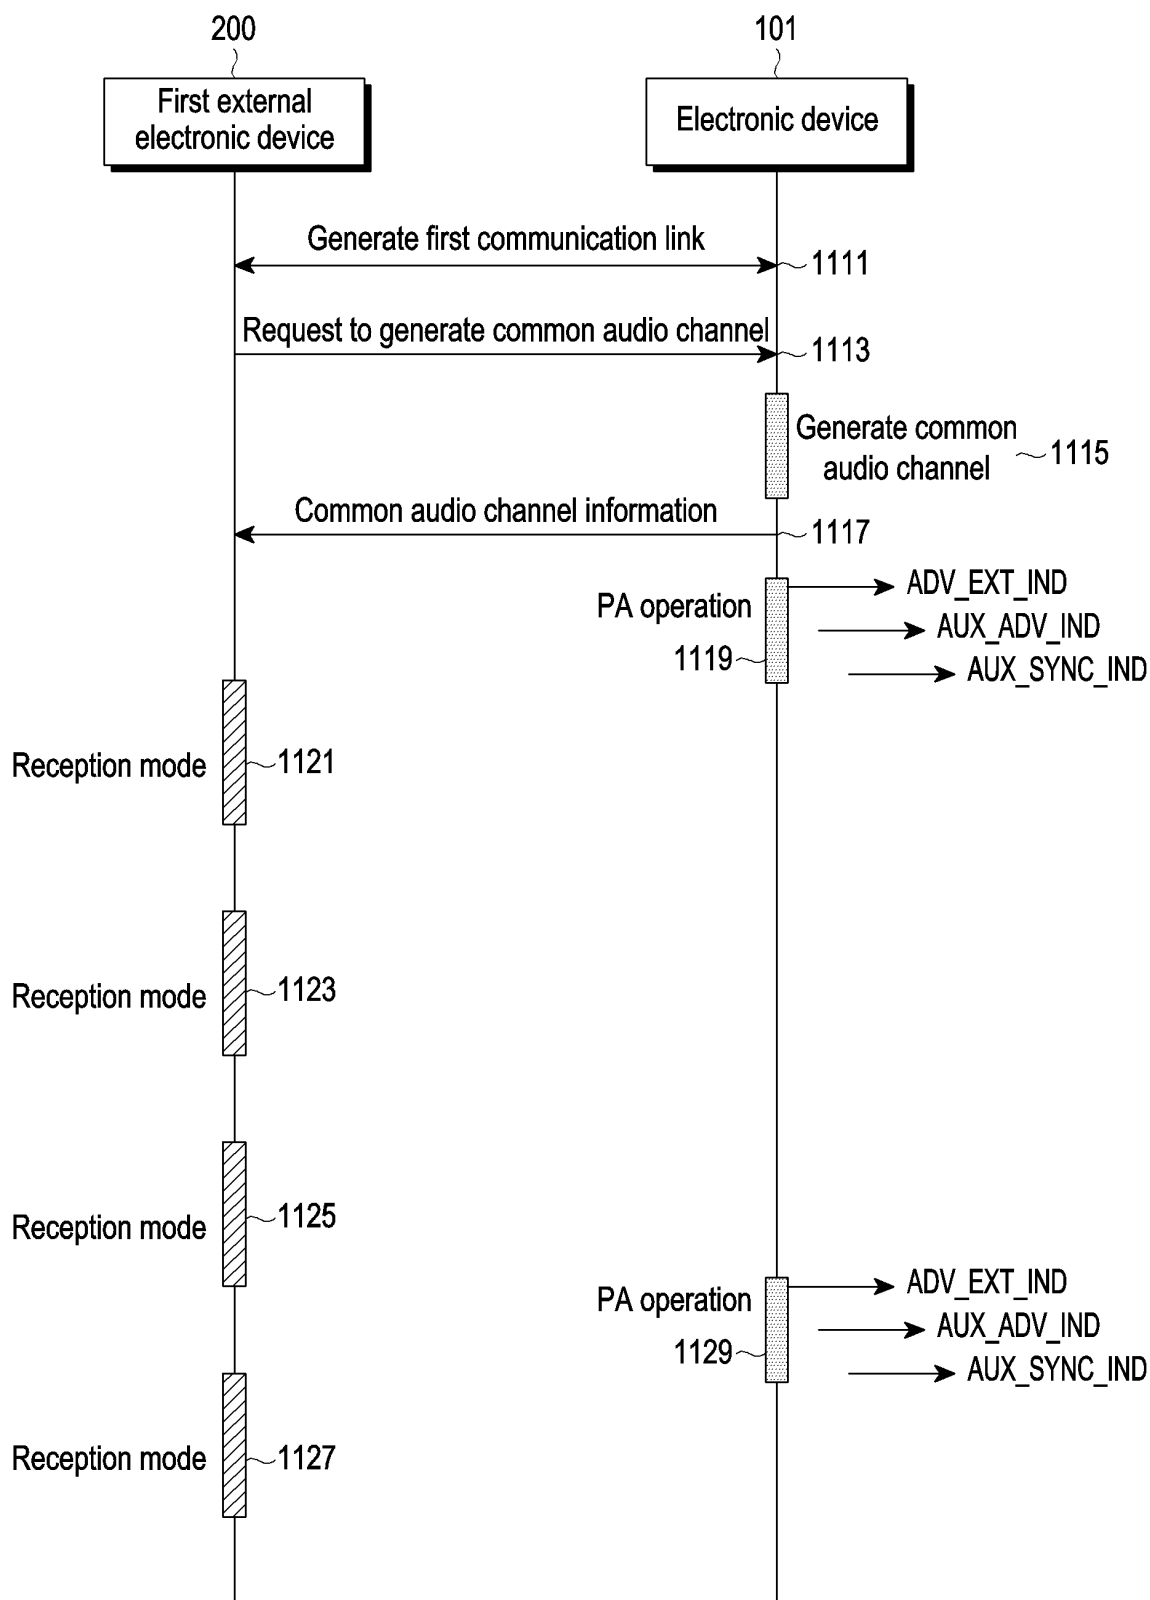 200
101
First external
electronic device
Electronic device
Generate first communication link
1111
Request to generate common audio channel
1113
Generate common
audio channel
1115
Common audio channel information
1117
PA operation
1119
ADV_EXT_IND
AUX_ADV_IND
AUX_SYNC_IND
Reception mode
1121
Reception mode
1123
Reception mode
1125
PA operation
1129
ADV_EXT_IND
AUX_ADV_IND
AUX_SYNC_IND
Reception mode
1127